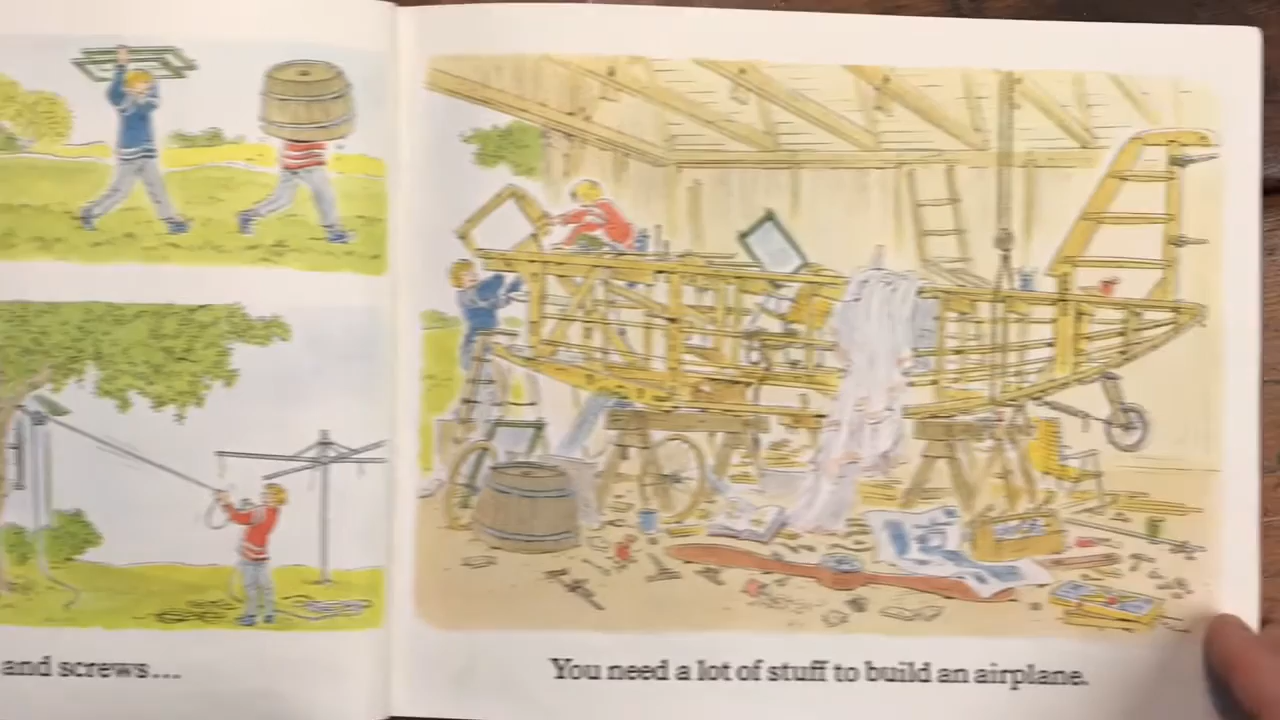 and screws...
You need a lot of stuff to build an airplane.